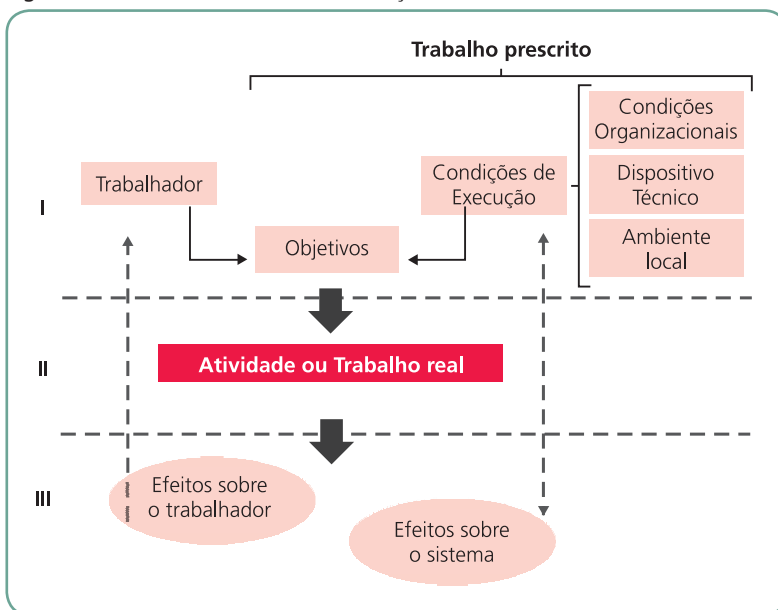 Trabalho prescrito
Condições
Organizacionais
Trabalhador
Condições de
Execução
Dispositivo
Técnico
I
Objetivos
Ambiente
local
II
Atividade ou Trabalho real
III
Efeitos sobre
o trabalhador
Efeitos sobre
o sistema